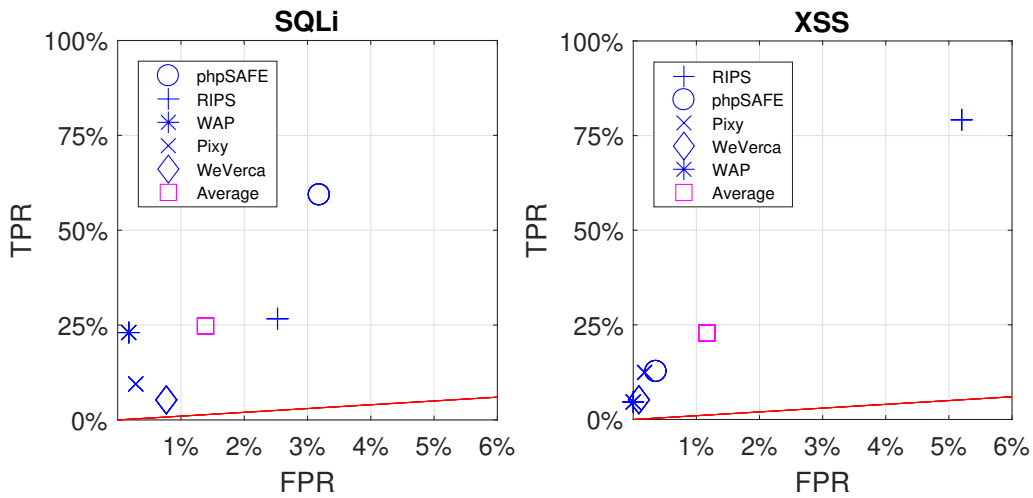 SQLi
100%
75%
50%
25%
0%
TPR
phpSAFE
RIPS
WAP
Pixy
WeVerca
Average
1%
2%
3%
4%
5%
6%
FPR
XSS
100%
75%
50%
25%
0%
TPR
RIPS
phpSAFE
Pixy
WeVerca
WAP
Average
1%
2%
3%
4%
5%
6%
FPR